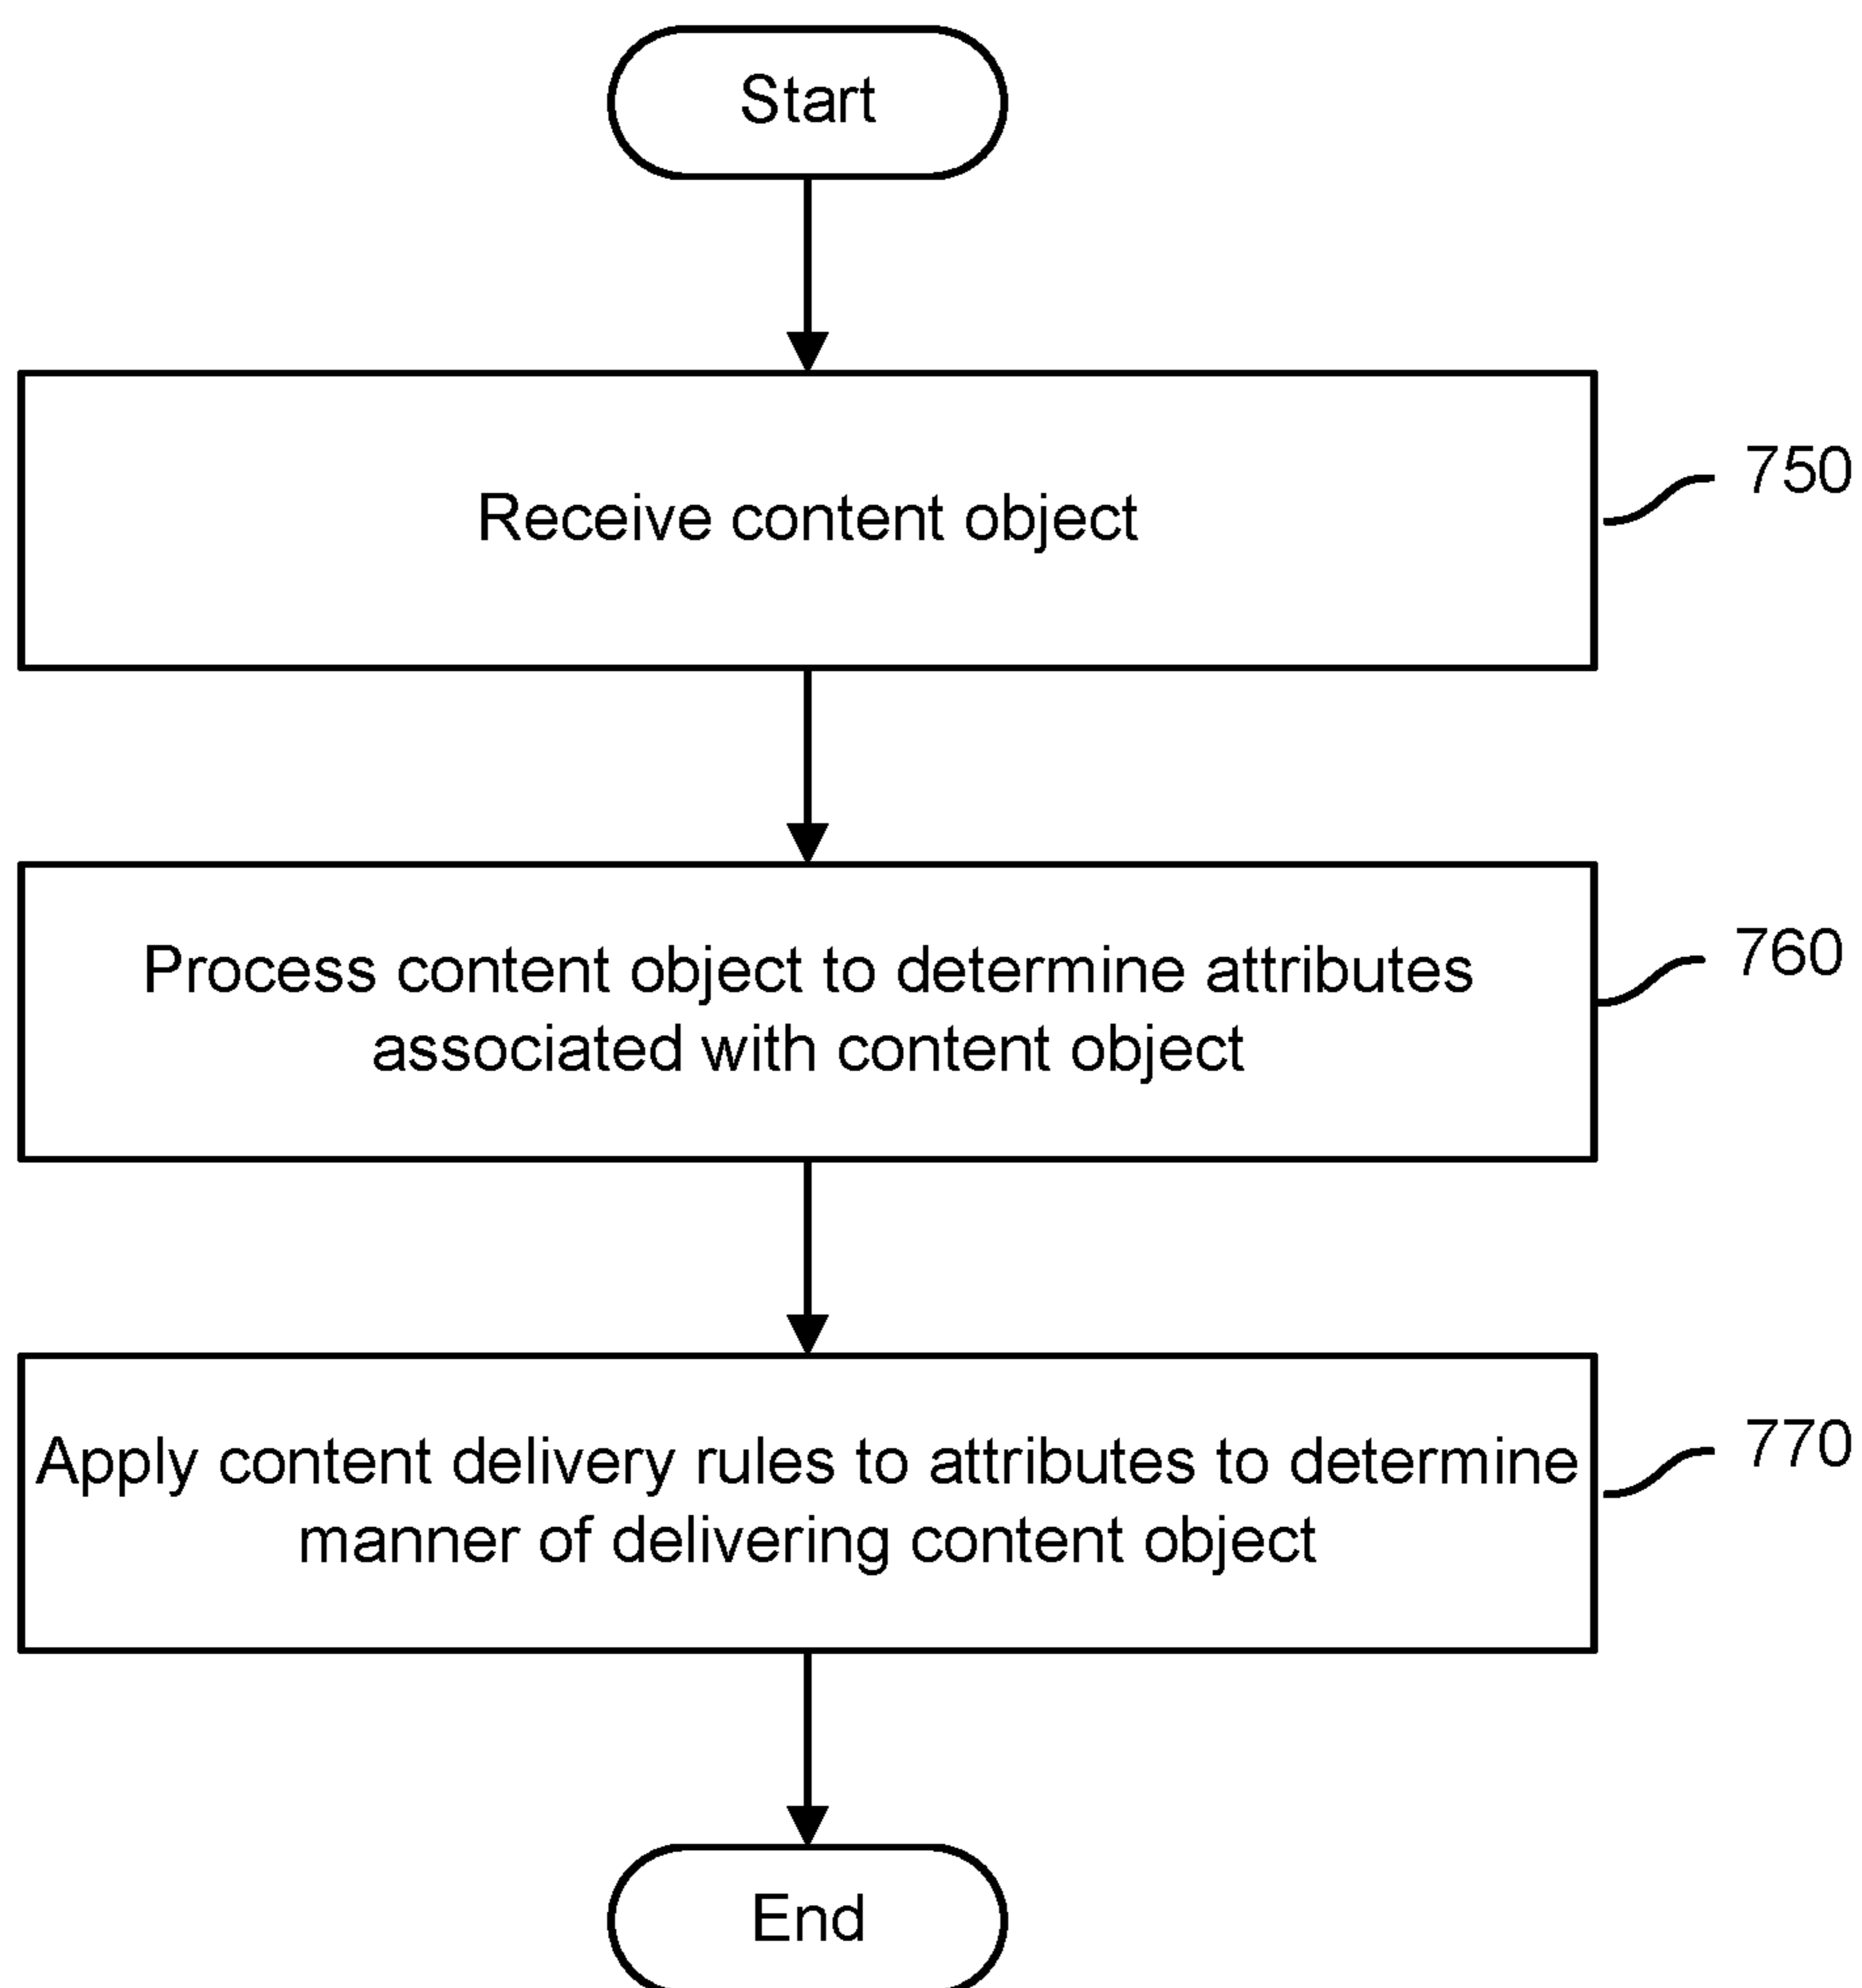 Start
Receive content object
750
Process content object to determine attributes
associated with content object
760
Apply content delivery rules to attributes to determine
manner of delivering content object
770
End